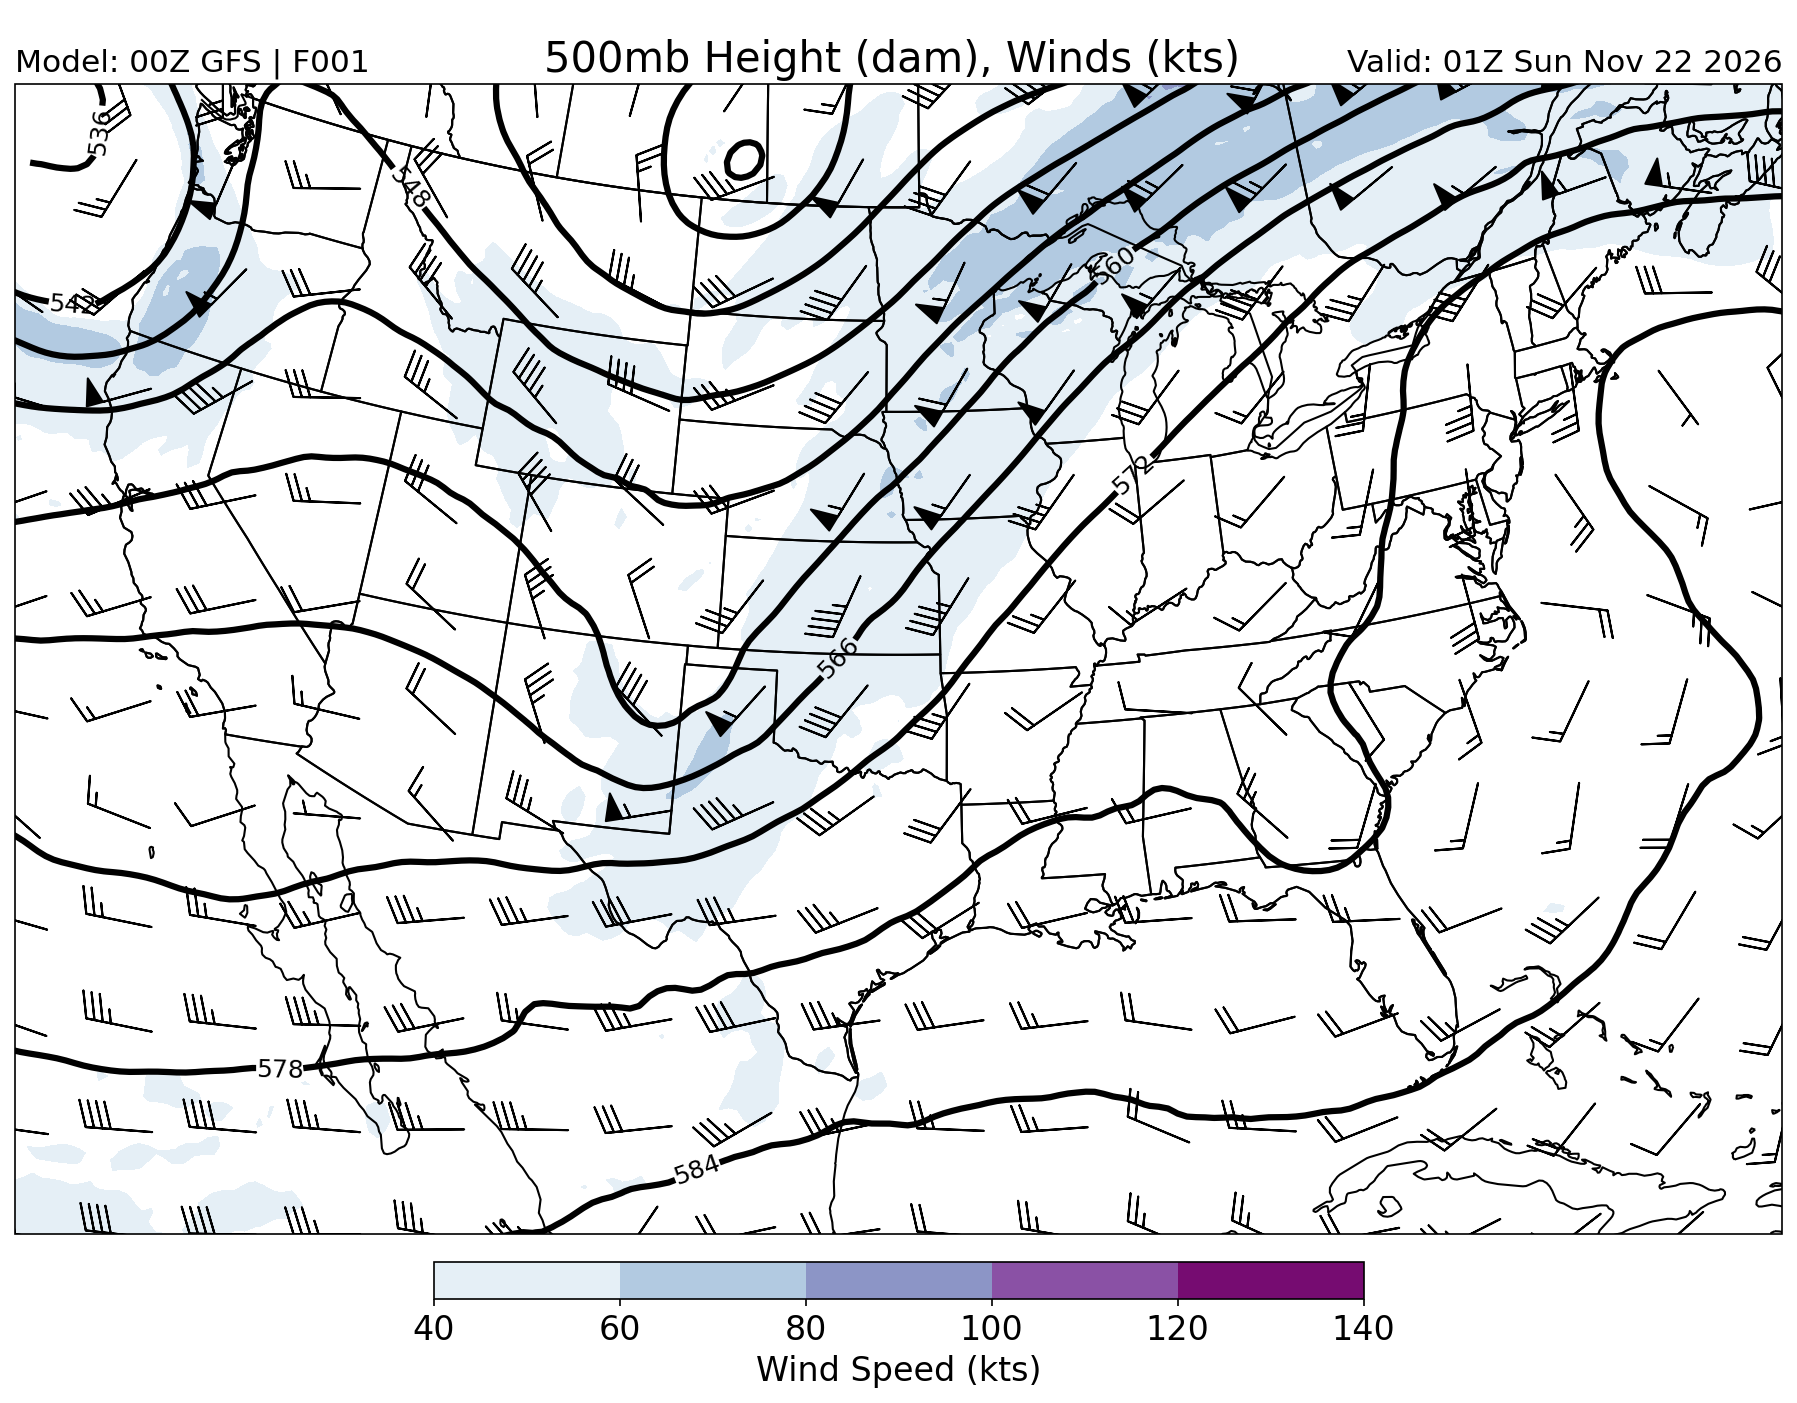 Model: 00Z GFS | F001
500mb Height (dam), Winds (kts)
Valid: 01Z Sun Nov 22 2026
536
548
542
560
572
566
578
584
40 60 80 100 120 140
Wind Speed (kts)